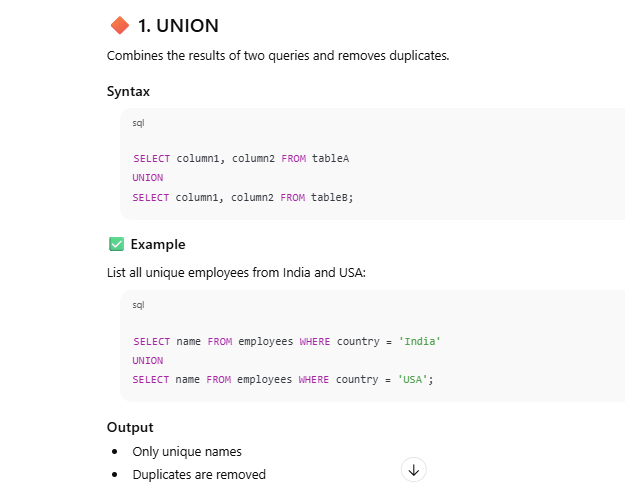 1. UNION
Combines the results of two queries and removes duplicates.
Syntax
sql
SELECT column1, column2 FROM tableA
UNION
SELECT column1, column2 FROM tableB;
Example
List all unique employees from India and USA:
sql
SELECT name FROM employees WHERE country = 'India'
UNION
SELECT name FROM employees WHERE country = 'USA';
Output
• Only unique names
• Duplicates are removed